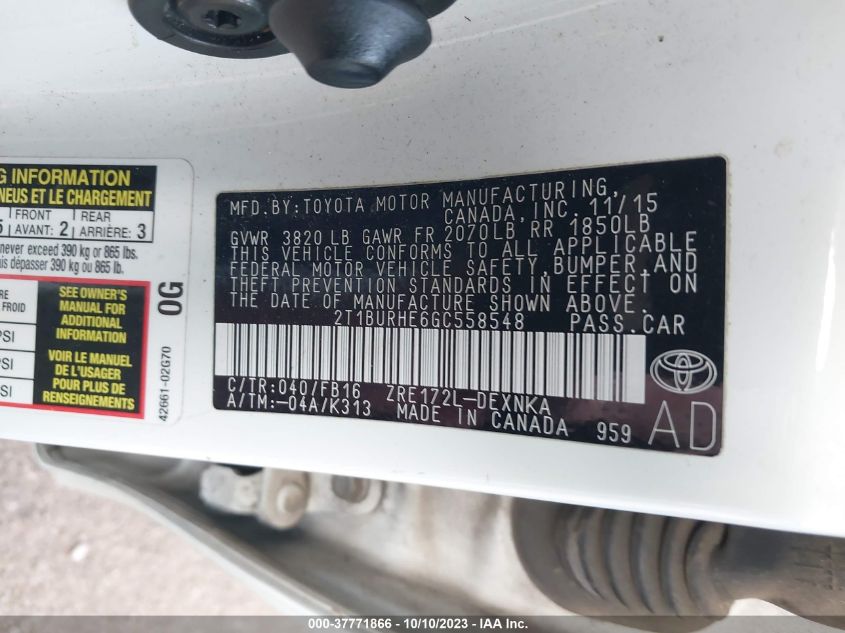 G INFORMATION
NEUS ET LE CHARGEMENT
5 FRONT 2 REAR 3
AVANT: ARRIÈRE:
never exceed 390 kg or 865 lbs.
dépasser 390 kg ou 865 lb.
RE
FROID
PSI
PSI
PSI
SEE OWNER'S
MANUAL FOR
ADDITIONAL
INFORMATION
VOIR LE MANUEL
DE L'USAGER
POUR PLUS DE
RENSEIGNEMENTS
0G
42661-02G70
MFD.BY:TOYOTA MOTOR MANUFACTURING,
CANADA, INC. 11/15
GVWR 3820 LB GAWR FR 2070LB RR 1850LB
THIS VEHICLE CONFORMS TO ALL APPLICABLE
FEDERAL MOTOR VEHICLE SAFETY,BUMPER,AND
THEFT PREVENTION STANDARDS IN EFFECT ON
THE DATE OF MANUFACTURE SHOWN ABOVE.
2T1BURHE6GC558548 PASS.CAR
C/TR:040/FB16 ZRE172L-DEXNKA
A/TM:-04A/K313 MADE IN CANADA 959
AD
000-37771866 - 10/10/2023 - © IAA Inc.